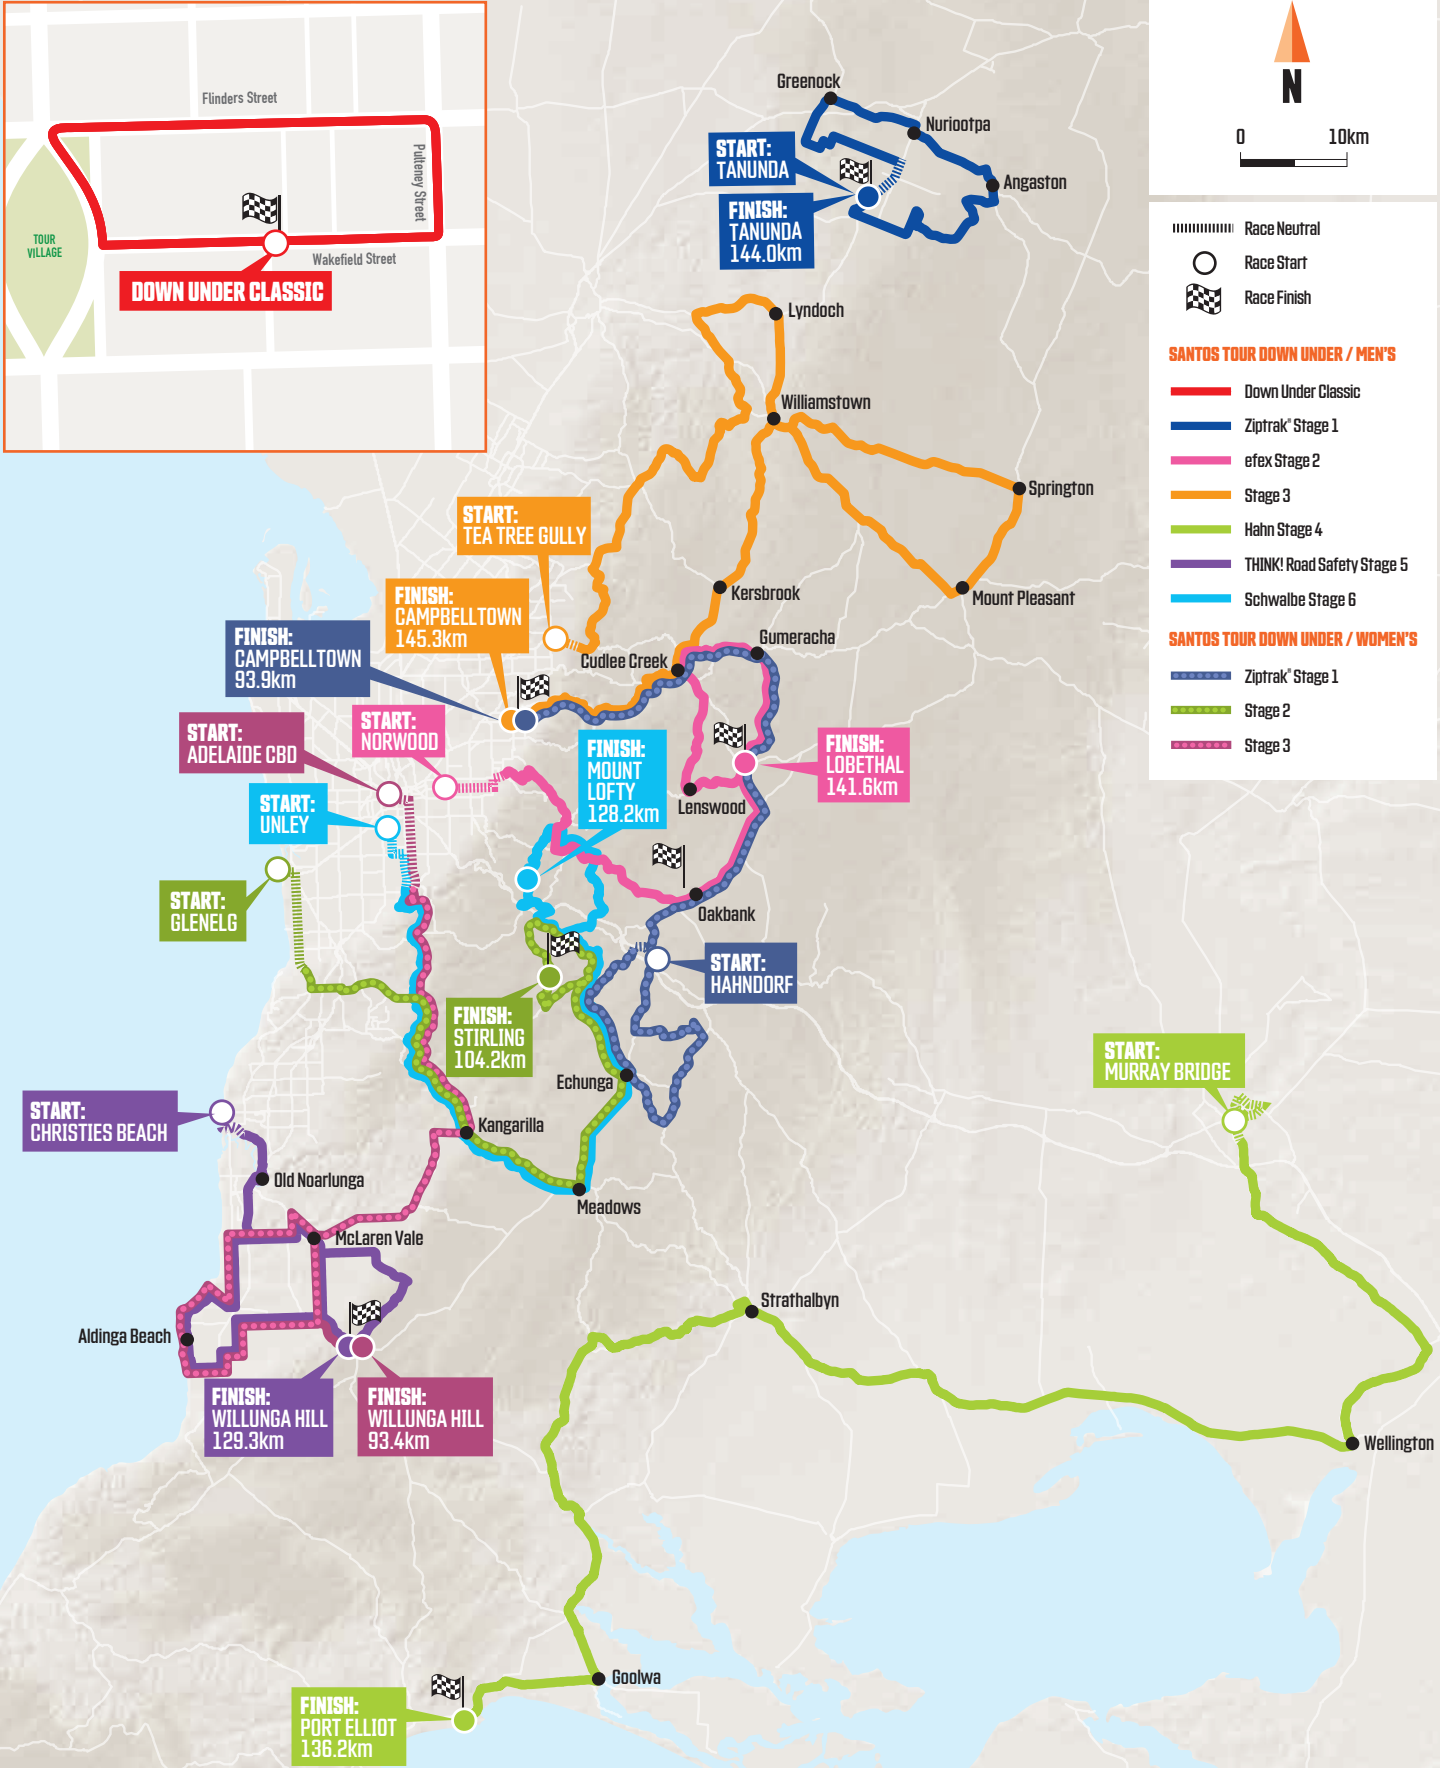 Flinders Street
Pulteney Street
TOUR
VILLAGE
Wakefield Street
DOWN UNDER CLASSIC
N
0 10km
Race Neutral
Race Start
Race Finish
SANTOS TOUR DOWN UNDER / MEN'S
Down Under Classic
Ziptrak® Stage 1
efex Stage 2
Stage 3
Hahn Stage 4
THINK! Road Safety Stage 5
Schwalbe Stage 6
SANTOS TOUR DOWN UNDER / WOMEN'S
Ziptrak® Stage 1
Stage 2
Stage 3
Greenock
Nuriootpa
START:
TANUNDA
Angaston
FINISH:
TANUNDA
144.0km
Lyndoch
Williamstown
Springton
START:
TEA TREE GULLY
Kersbrook
Mount Pleasant
FINISH:
CAMPBELLTOWN
145.3km
FINISH:
CAMPBELLTOWN
93.9km
Gumeracha
Cudlee Creek
START:
NORWOOD
START:
ADELAIDE CBD
FINISH:
MOUNT
LOFTY
128.2km
FINISH:
LOBETHAL
141.6km
START:
UNLEY
Lenswood
START:
GLENELG
Oakbank
START:
HAHNDORF
FINISH:
STIRLING
104.2km
START:
MURRAY BRIDGE
Echunga
START:
CHRISTIES BEACH
Kangarilla
Old Noarlunga
Meadows
McLaren Vale
Strathalbyn
Aldinga Beach
FINISH:
WILLUNGA HILL
129.3km
FINISH:
WILLUNGA HILL
93.4km
Wellington
Goolwa
FINISH:
PORT ELLIOT
136.2km